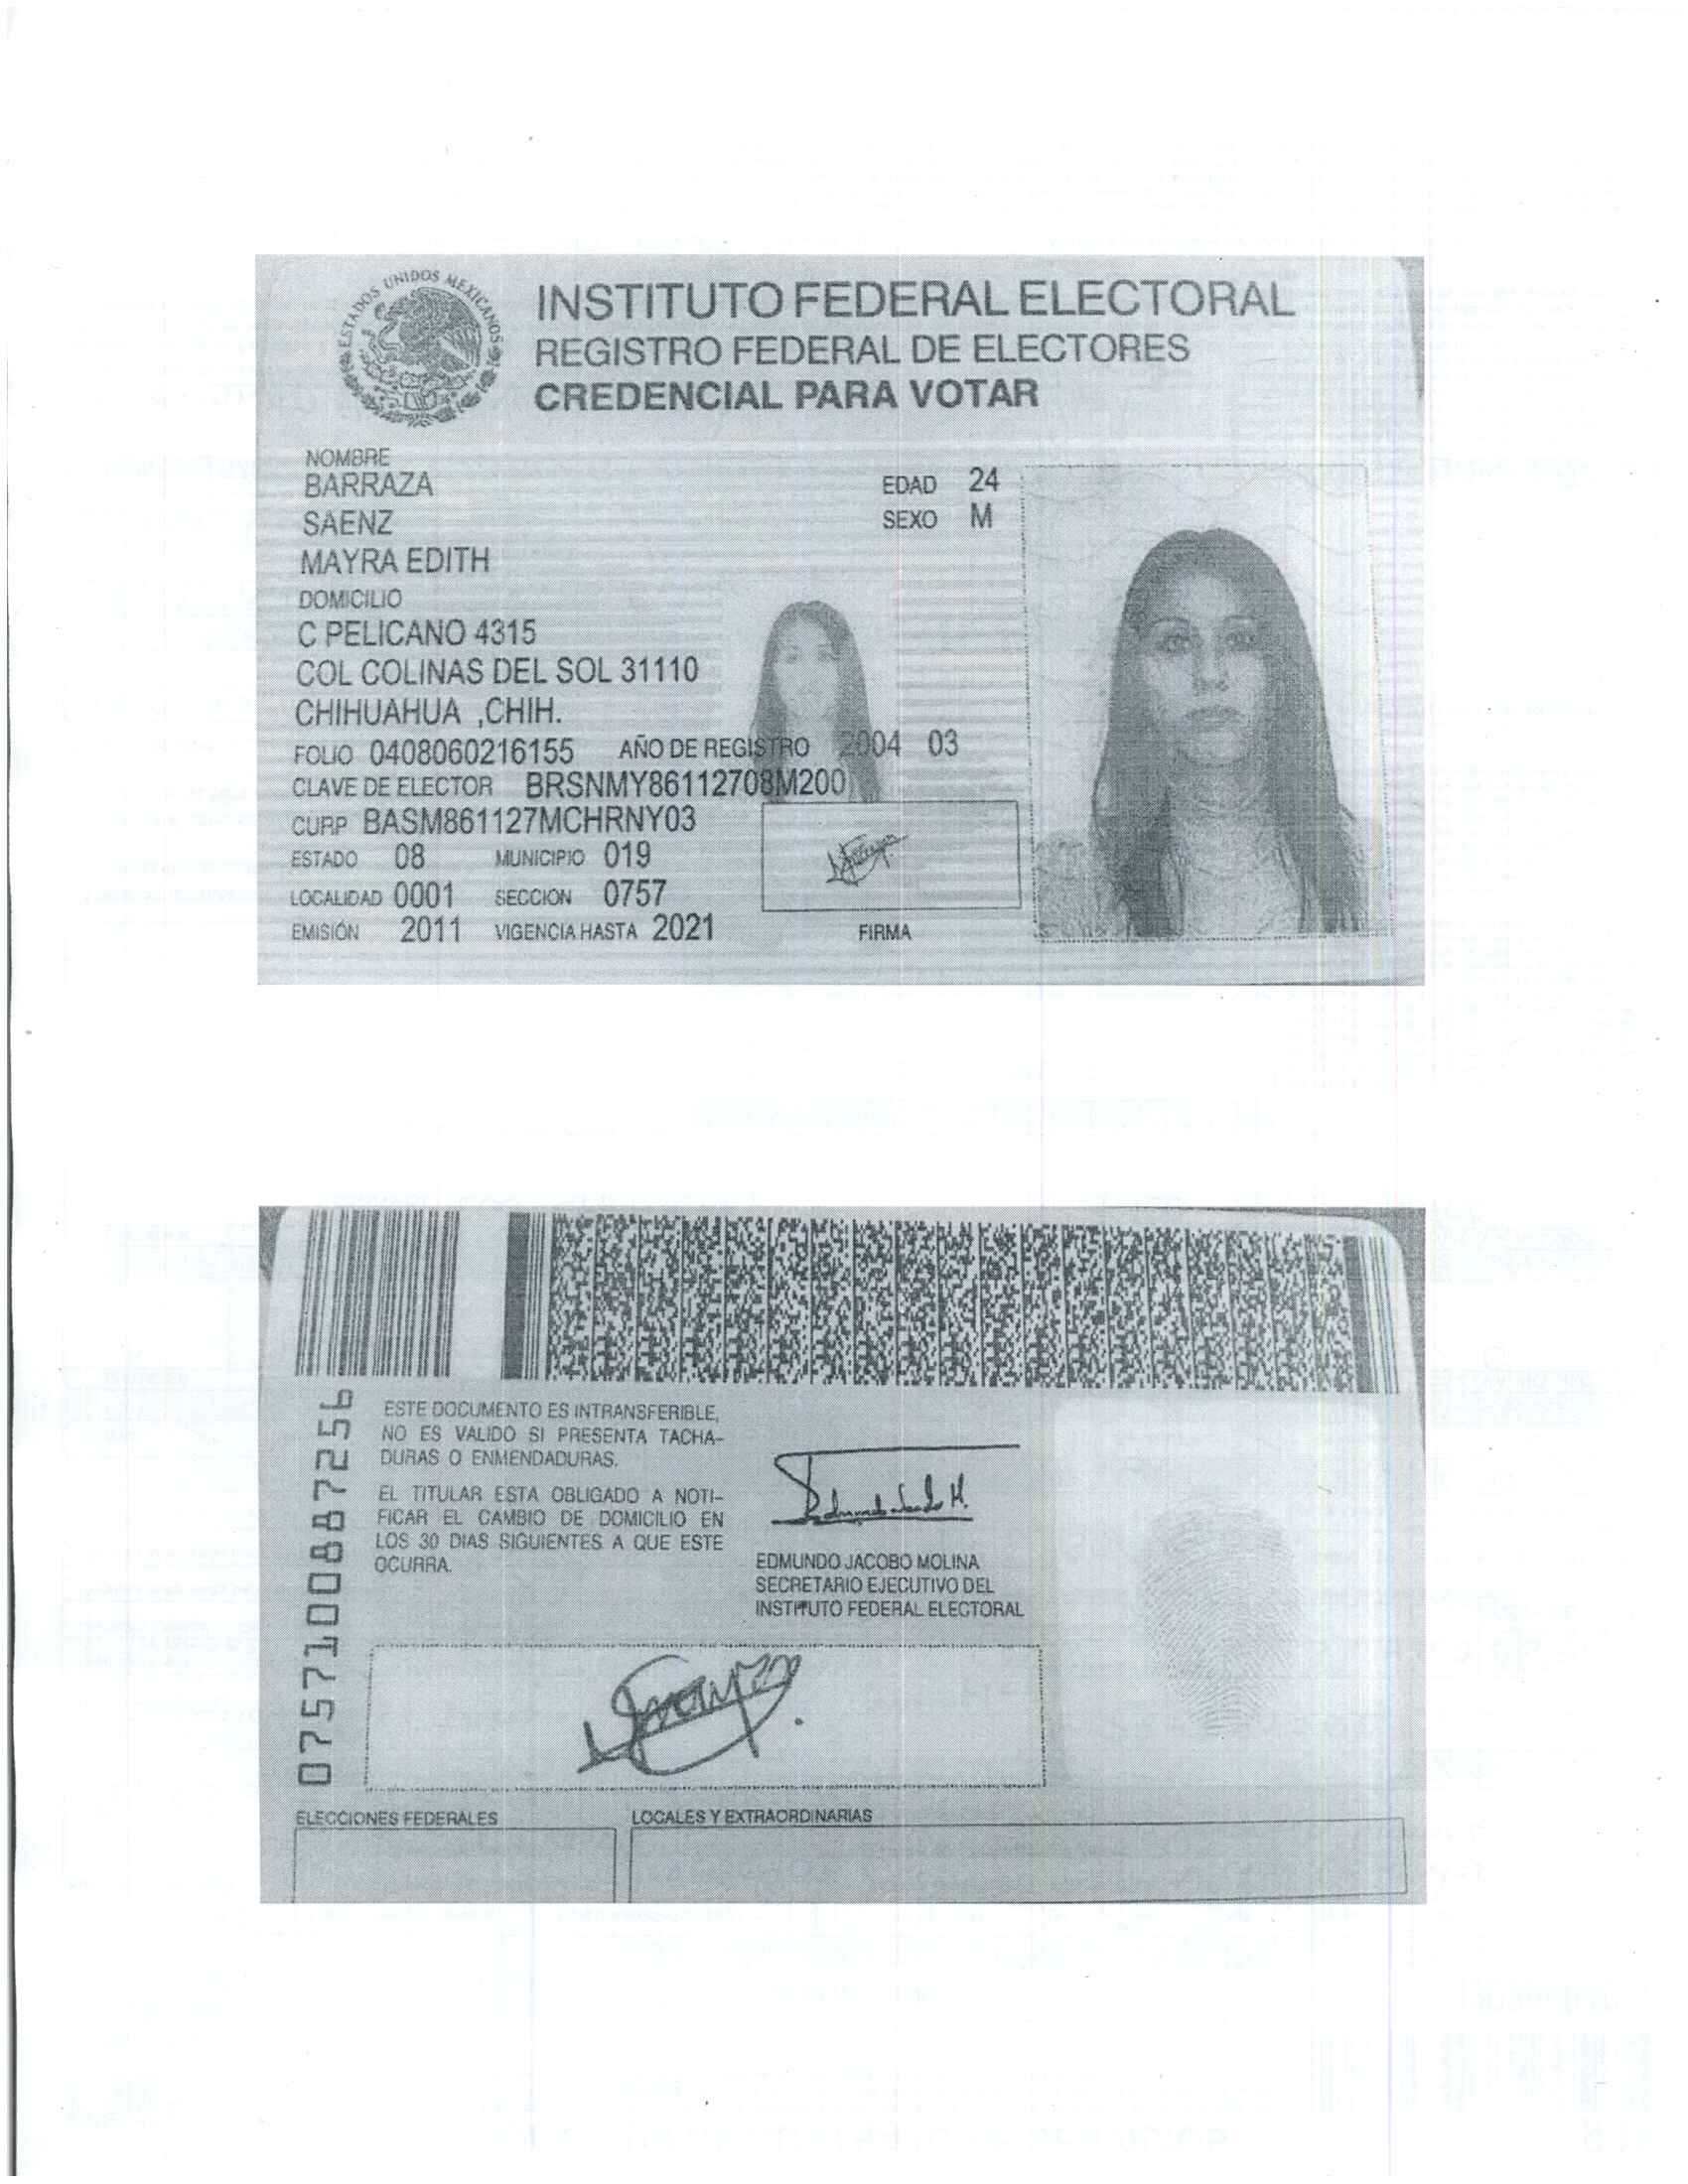 ESTADOS UNIDOS MEXICANOS
INSTITUTO FEDERAL ELECTORAL
REGISTRO FEDERAL DE ELECTORES
CREDENCIAL PARA VOTAR
NOMBRE
BARRAZA
EDAD 24
SAENZ
SEXO M
MAYRA EDITH
DOMICILIO
C PELICANO 4315
COL COLINAS DEL SOL 31110
CHIHUAHUA ,CHIH.
FOLIO 0408060216155 AÑO DE REGISTRO 2004 03
CLAVE DE ELECTOR BRSNMY86112708M200
CURP BASM861127MCHRNY03
ESTADO 08 MUNICIPIO 019
LOCALIDAD 0001 SECCION 0757
EMISIÓN 2011 VIGENCIA HASTA 2021
FIRMA
0757100887256
ESTE DOCUMENTO ES INTRANSFERIBLE,
NO ES VALIDO SI PRESENTA TACHA-
DURAS O ENMENDADURAS.
EL TITULAR ESTA OBLIGADO A NOTI-
FICAR EL CAMBIO DE DOMICILIO EN
LOS 30 DIAS SIGUIENTES A QUE ESTE
OCURRA.
EDMUNDO JACOBO MOLINA
SECRETARIO EJECUTIVO DEL
INSTITUTO FEDERAL ELECTORAL
ELECCIONES FEDERALES
LOCALES Y EXTRAORDINARIAS